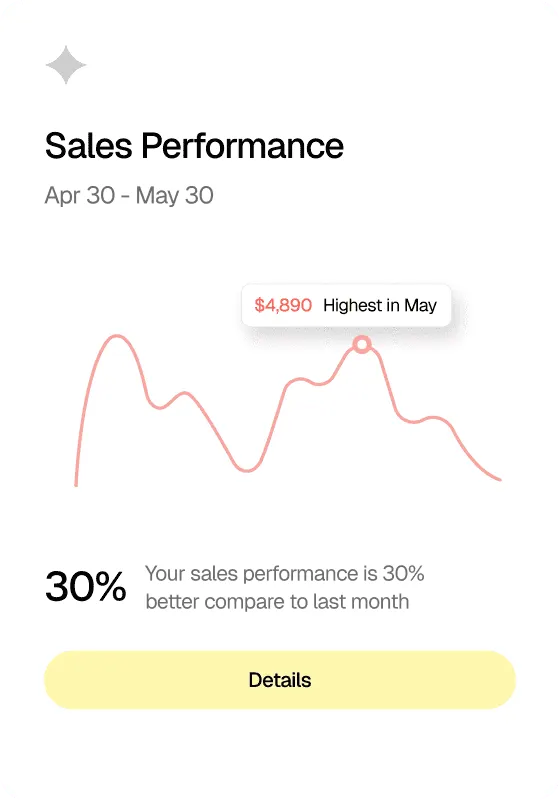 Sales Performance
Apr 30 - May 30
$4,890 Highest in May
30%
Your sales performance is 30%
better compare to last month
Details